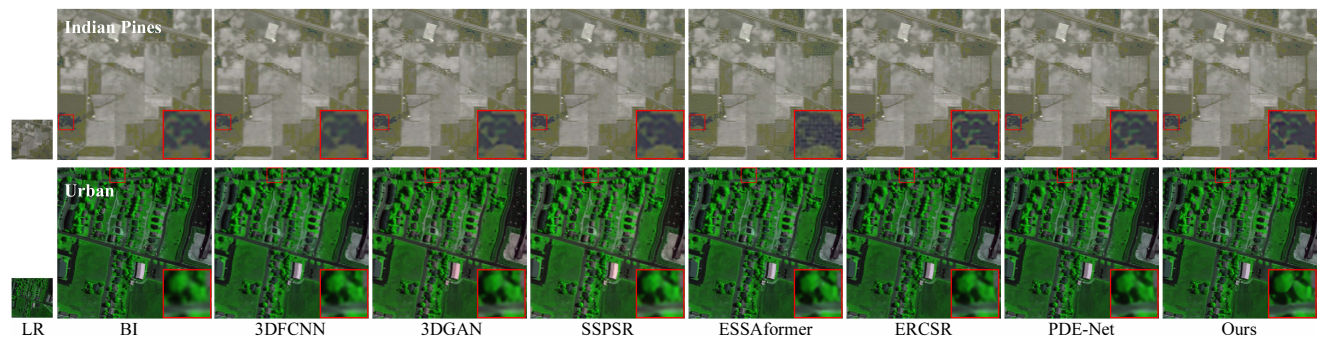 Indian Pines
Urban
LR BI 3DFCNN 3DGAN SSPSR ESSAformer ERCSR PDE-Net Ours